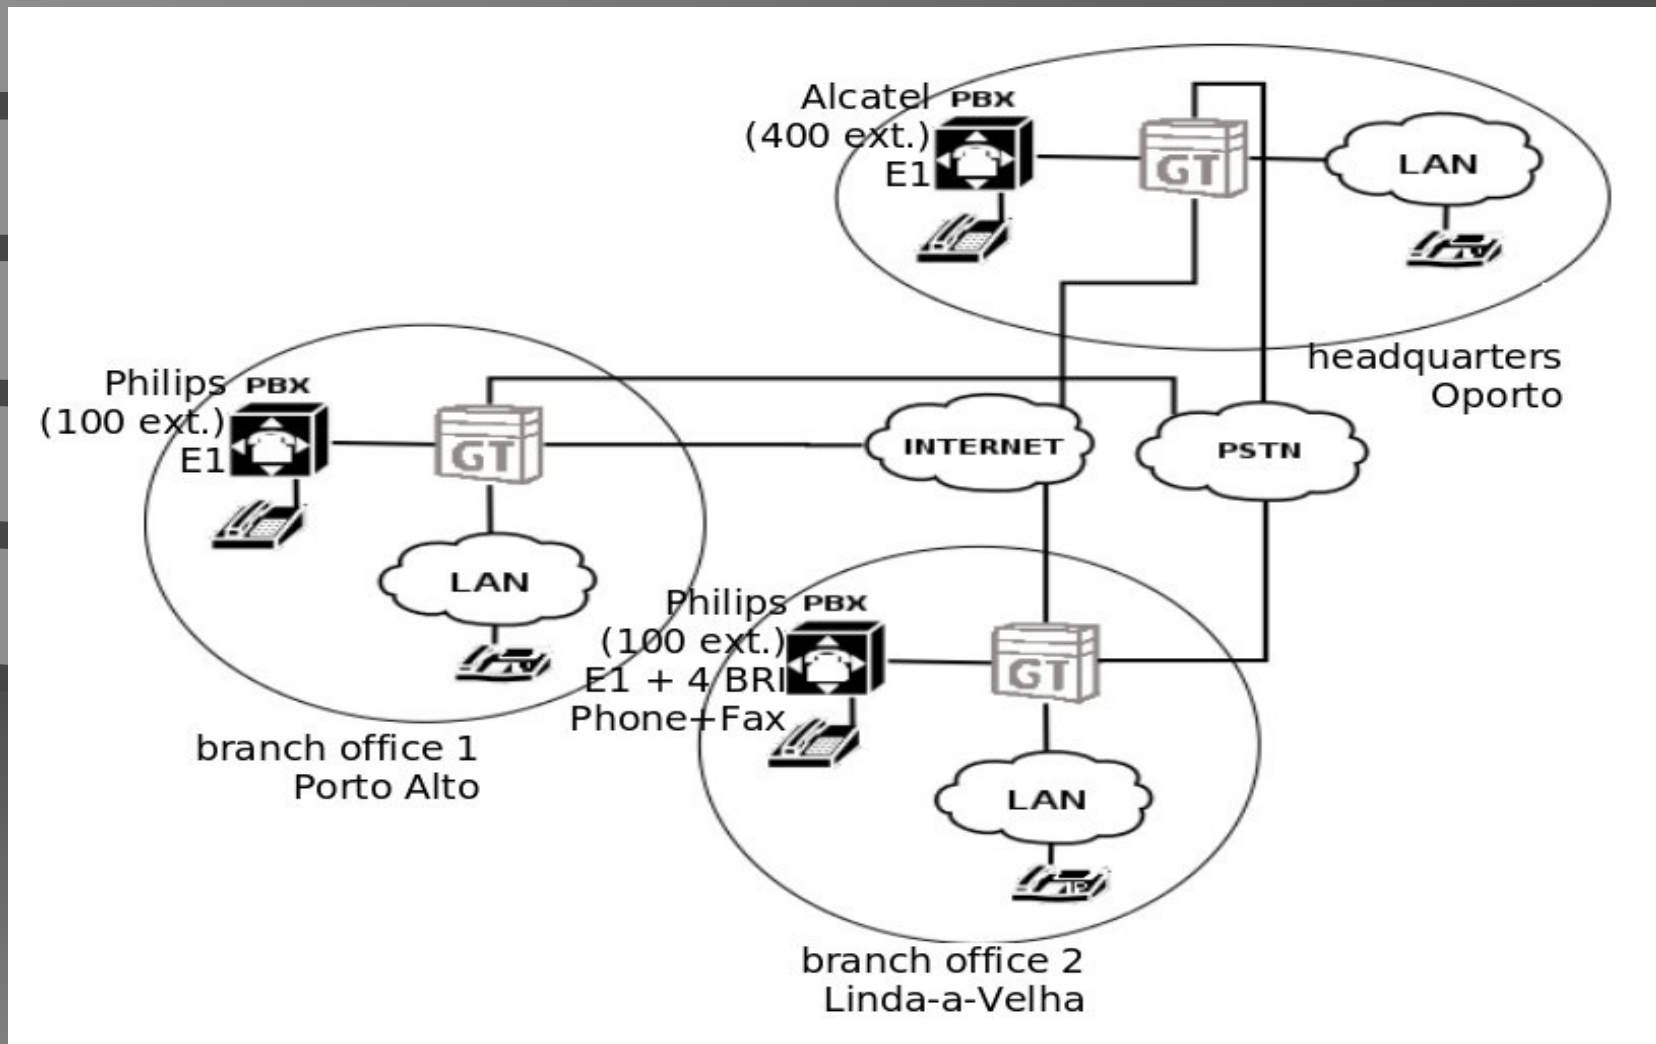 Alcatel
(400 ext.)
E1
PBX
GT
LAN
headquarters
Oporto
Philips
(100 ext.)
E1
PBX
GT
LAN
branch office 1
Porto Alto
INTERNET
PSTN
Philips
(100 ext.)
E1 + 4 BRI
Phone+Fax
PBX
GT
LAN
IP
branch office 2
Linda-a-Velha